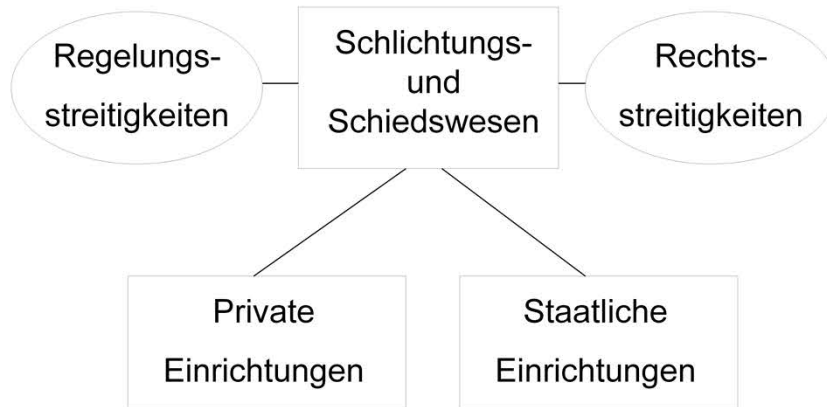 Regelungs-
streitigkeiten
Schlichtungs-
und
Schiedswesen
Rechts-
streitigkeiten
Private
Einrichtungen
Staatliche
Einrichtungen